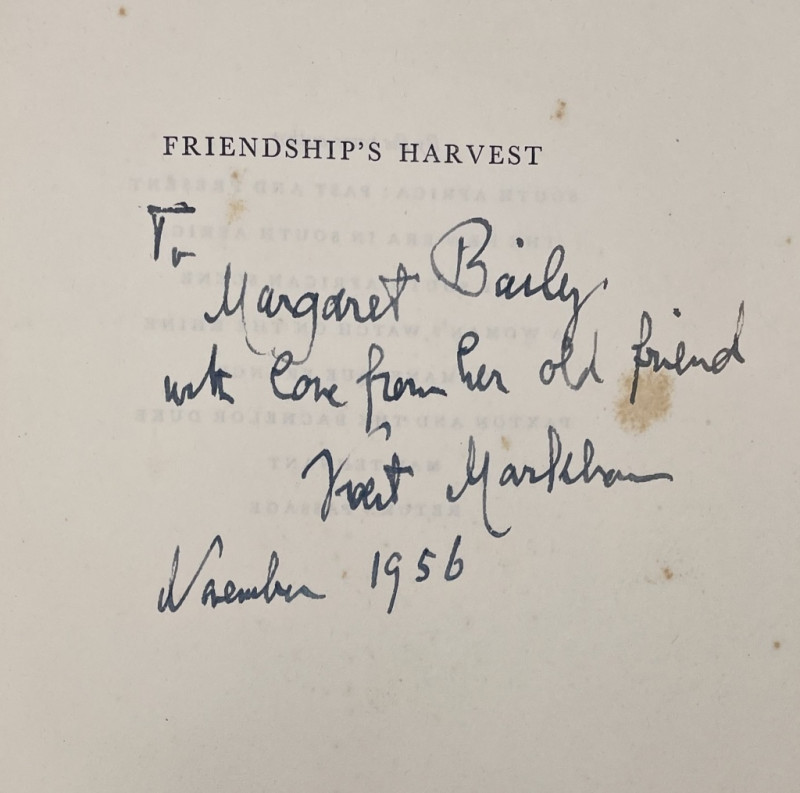 FRIENDSHIP'S HARVEST
To
Margaret Baily
with love from her old friend
Violet Markham
November 1956